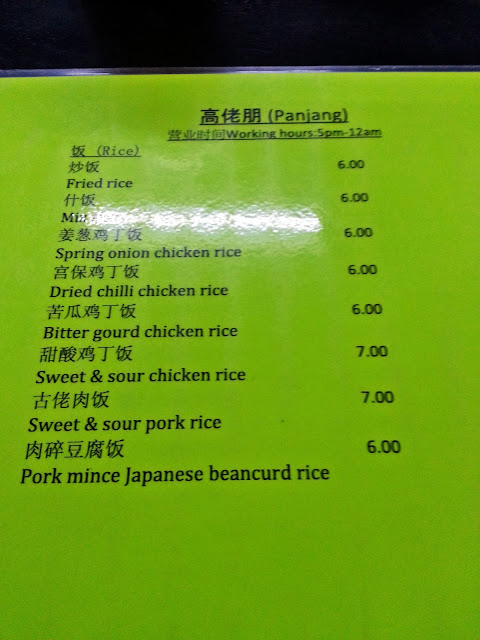 高佬朋 (Panjang)
营业时间Working hours:5pm-12am
饭 (Rice)
炒饭 6.00
Fried rice
什饭 6.00
姜葱鸡丁饭 6.00
Spring onion chicken rice
宫保鸡丁饭 6.00
Dried chilli chicken rice
苦瓜鸡丁饭 6.00
Bitter gourd chicken rice
甜酸鸡丁饭 7.00
Sweet & sour chicken rice
古佬肉饭 7.00
Sweet & sour pork rice
肉碎豆腐饭 6.00
Pork mince Japanese beancurd rice